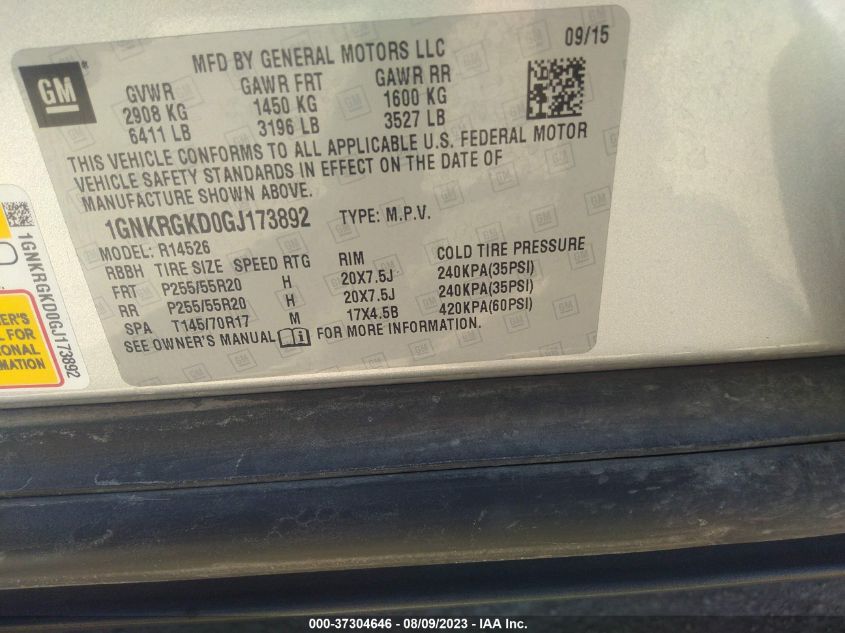 MFD BY GENERAL MOTORS LLC 09/15
GM
GVWR GAWR FRT GAWR RR
2908 KG 1450 KG 1600 KG
6411 LB 3196 LB 3527 LB
THIS VEHICLE CONFORMS TO ALL APPLICABLE U.S. FEDERAL MOTOR
VEHICLE SAFETY STANDARDS IN EFFECT ON THE DATE OF
MANUFACTURE SHOWN ABOVE.
1GNKRGKD0GJ173892 TYPE: M.P.V.
MODEL: R14526
RBBH TIRE SIZE SPEED RTG RIM COLD TIRE PRESSURE
FRT P255/55R20 H 20X7.5J 240KPA(35PSI)
RR P255/55R20 H 20X7.5J 240KPA(35PSI)
SPA T145/70R17 M 17X4.5B 420KPA(60PSI)
SEE OWNER'S MANUAL FOR MORE INFORMATION.
1GNKRGKD0GJ173892
FOR
000-37304646 - 08/09/2023 - Copyright © IAA, Inc.